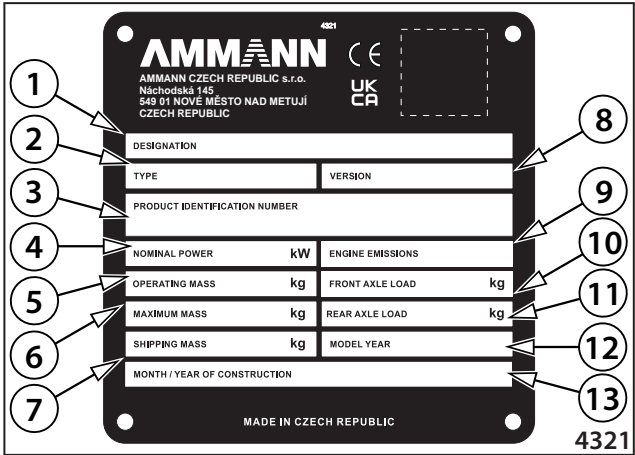 4321
AMMANN
CE
UK
CA
AMMANN CZECH REPUBLIC s.r.o.
Náchodská 145
549 01 NOVÉ MĚSTO NAD METUJÍ
CZECH REPUBLIC
1
DESIGNATION
2
TYPE
VERSION
8
3
PRODUCT IDENTIFICATION NUMBER
4
NOMINAL POWER kW
ENGINE EMISSIONS
9
5
OPERATING MASS kg
FRONT AXLE LOAD kg
10
6
MAXIMUM MASS kg
REAR AXLE LOAD kg
11
7
SHIPPING MASS kg
MODEL YEAR
12
MONTH / YEAR OF CONSTRUCTION
13
MADE IN CZECH REPUBLIC
4321